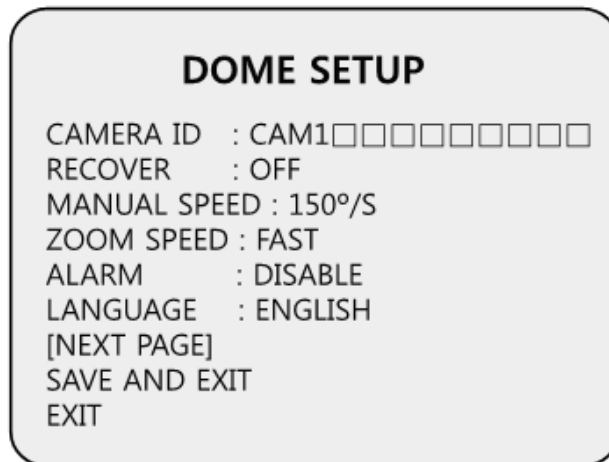 DOME SETUP
CAMERA ID : CAM1□□□□□□□□□
RECOVER : OFF
MANUAL SPEED : 150º/S
ZOOM SPEED : FAST
ALARM : DISABLE
LANGUAGE : ENGLISH
[NEXT PAGE]
SAVE AND EXIT
EXIT